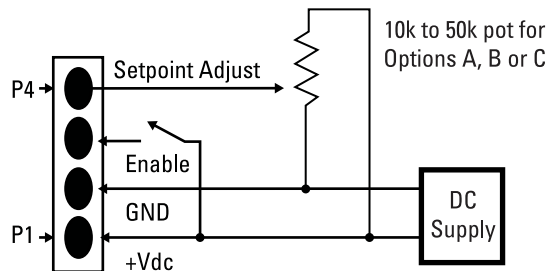 10k to 50k pot for
Options A, B or C
Setpoint Adjust
P4
Enable
GND
DC
Supply
P1
+Vdc